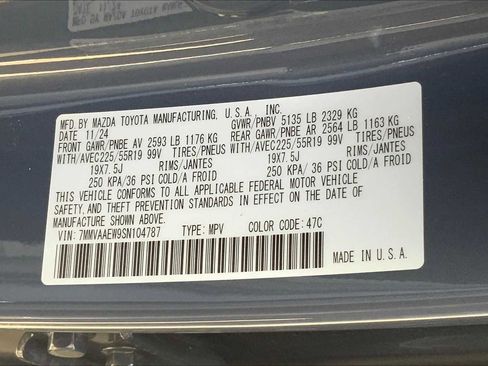 MFD. BY MAZDA TOYOTA MANUFACTURING, U.S.A., INC.
DATE 11/24 GVWR/PNBV 5135 LB 2329 KG
FRONT GAWR/PNBE AV 2593 LB 1176 KG REAR GAWR/PNBE AR 2564 LB 1163 KG
WITH/AVEC225/55R19 99V TIRES/PNEUS WITH/AVEC225/55R19 99V TIRES/PNEUS
19X7.5J RIMS/JANTES 19X7.5J RIMS/JANTES
250 KPA/36 PSI COLD/A FROID 250 KPA/36 PSI COLD/A FROID
THIS VEHICLE CONFORMS TO ALL APPLICABLE FEDERAL MOTOR VEHICLE
SAFETY, AND THEFT PREVENTION STANDARDS IN EFFECT ON THE DATE OF
MANUFACTURE SHOWN ABOVE.
VIN: 7MMVAAEW9SN104787 TYPE: MPV COLOR CODE: 47C
MADE IN U.S.A.